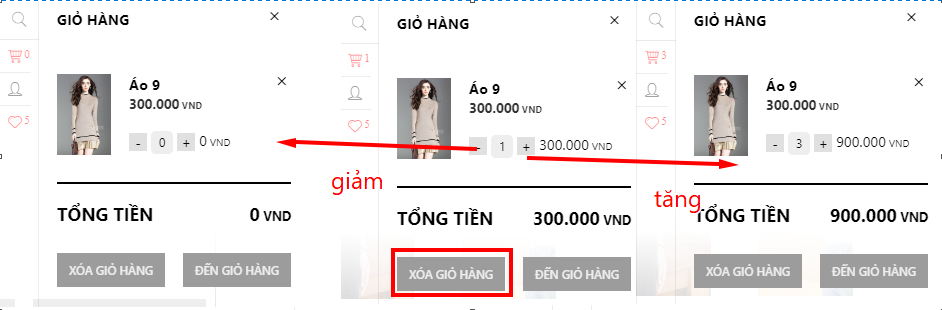 GIỎ HÀNG
0
Áo 9
300.000 VND
5
- 0 + 0 VND
TỔNG TIỀN 0 VND
XÓA GIỎ HÀNG ĐẾN GIỎ HÀNG
GIỎ HÀNG
1
Áo 9
300.000 VND
5
- 1 + 300.000 VND
giảm
TỔNG TIỀN 300.000 VND
XÓA GIỎ HÀNG ĐẾN GIỎ HÀNG
GIỎ HÀNG
3
Áo 9
300.000 VND
5
- 3 + 900.000 VND
tăng
TỔNG TIỀN 900.000 VND
XÓA GIỎ HÀNG ĐẾN GIỎ HÀNG